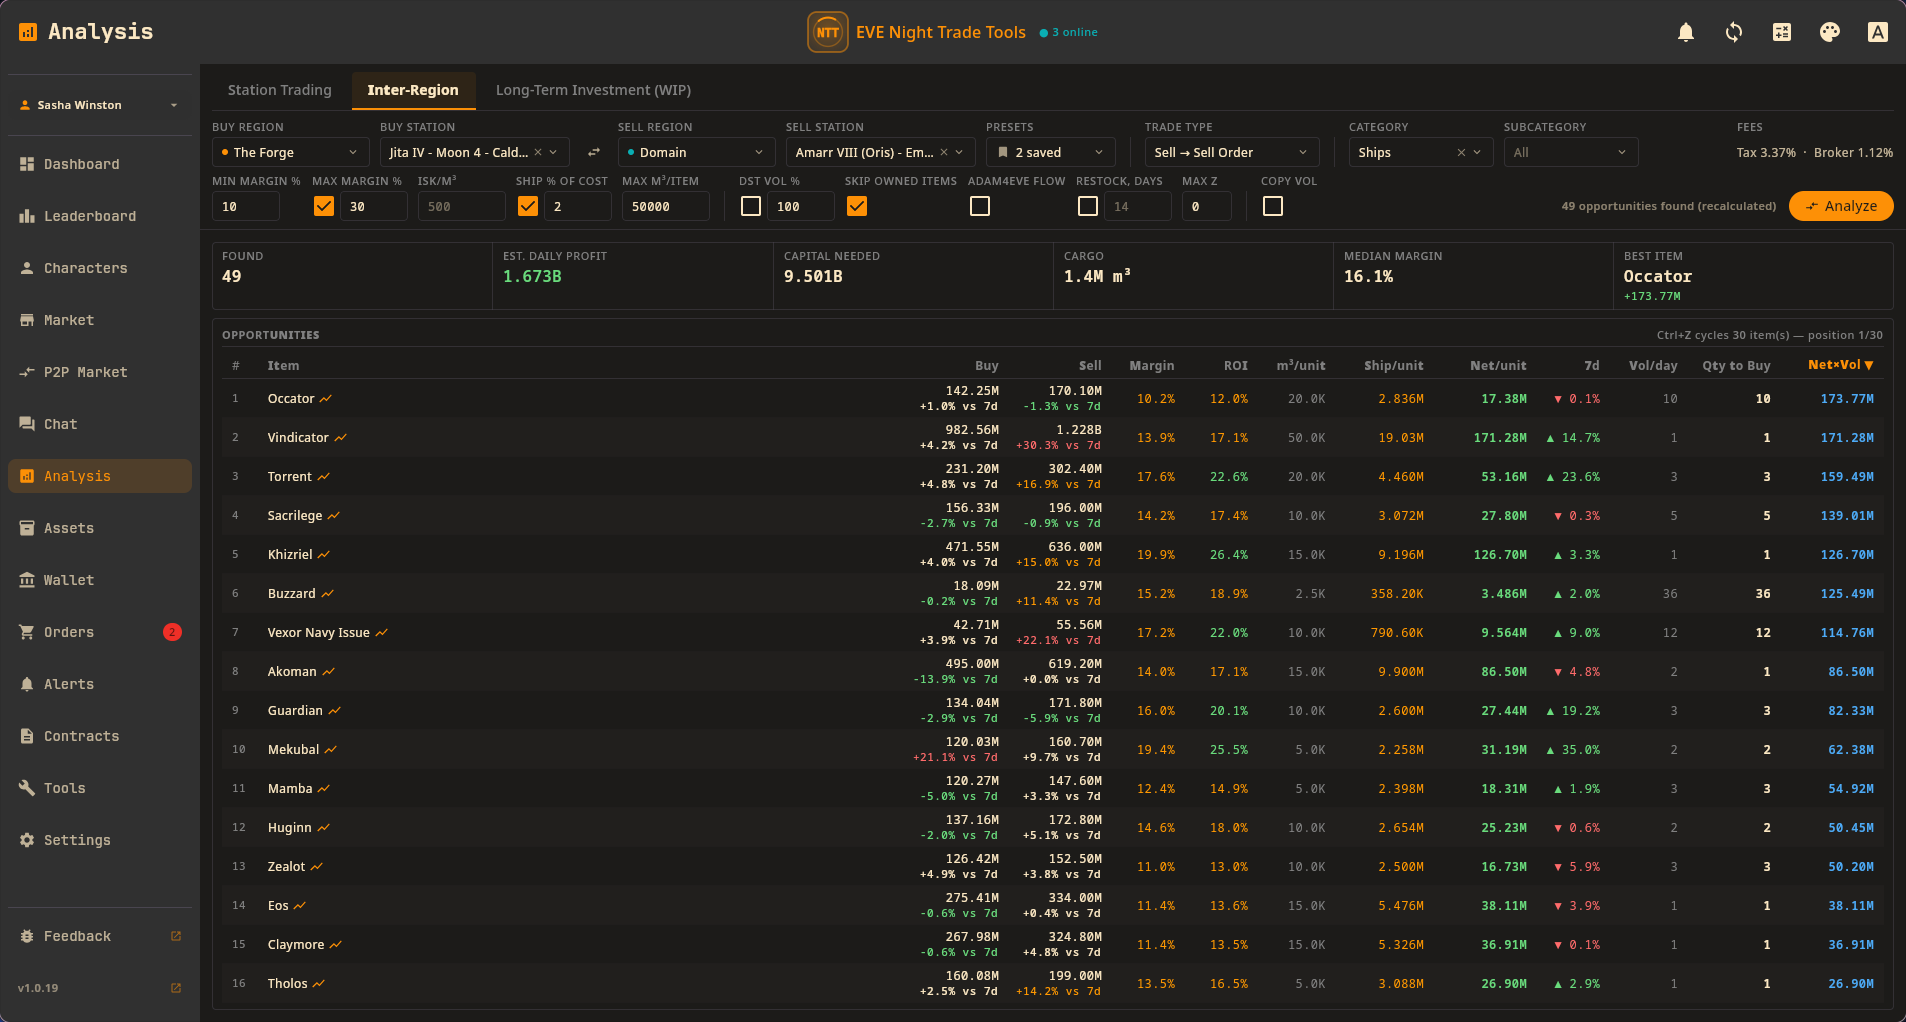 Analysis
NTT
EVE Night Trade Tools
3 online
A
Sasha Winston
Dashboard
Leaderboard
Characters
Market
P2P Market
Chat
Analysis
Assets
Wallet
Orders 2
Alerts
Contracts
Tools
Settings
Feedback
v1.0.19
Station Trading Inter-Region Long-Term Investment (WIP)
BUY REGION BUY STATION SELL REGION SELL STATION PRESETS TRADE TYPE CATEGORY SUBCATEGORY FEES
The Forge Jita IV - Moon 4 - Cald... × Domain Amarr VIII (Oris) - Em... × 2 saved Sell → Sell Order Ships × All Tax 3.37% · Broker 1.12%
MIN MARGIN % MAX MARGIN % ISK/M³ SHIP % OF COST MAX M³/ITEM DST VOL % SKIP OWNED ITEMS ADAM4EVE FLOW RESTOCK, DAYS MAX Z COPY VOL
10 30 500 2 50000 100 14 0 49 opportunities found (recalculated) Analyze
FOUND EST. DAILY PROFIT CAPITAL NEEDED CARGO MEDIAN MARGIN BEST ITEM
49 1.673B 9.501B 1.4M m³ 16.1% Occator
+173.77M
OPPORTUNITIES Ctrl+Z cycles 30 item(s) — position 1/30
# Item Buy Sell Margin ROI m³/unit Ship/unit Net/unit 7d Vol/day Qty to Buy Net×Vol ▼
1 Occator 142.25M 170.10M 10.2% 12.0% 20.0K 2.836M 17.38M ▼ 0.1% 10 10 173.77M
+1.0% vs 7d -1.3% vs 7d
2 Vindicator 982.56M 1.228B 13.9% 17.1% 50.0K 19.03M 171.28M ▲ 14.7% 1 1 171.28M
+4.2% vs 7d +30.3% vs 7d
3 Torrent 231.20M 302.40M 17.6% 22.6% 20.0K 4.460M 53.16M ▲ 23.6% 3 3 159.49M
+4.8% vs 7d +16.9% vs 7d
4 Sacrilege 156.33M 196.00M 14.2% 17.4% 10.0K 3.072M 27.80M ▼ 0.3% 5 5 139.01M
-2.7% vs 7d -0.9% vs 7d
5 Khizriel 471.55M 636.00M 19.9% 26.4% 15.0K 9.196M 126.70M ▲ 3.3% 1 1 126.70M
+4.0% vs 7d +15.0% vs 7d
6 Buzzard 18.09M 22.97M 15.2% 18.9% 2.5K 358.20K 3.486M ▲ 2.0% 36 36 125.49M
-0.2% vs 7d +11.4% vs 7d
7 Vexor Navy Issue 42.71M 55.56M 17.2% 22.0% 10.0K 790.60K 9.564M ▲ 9.0% 12 12 114.76M
+3.9% vs 7d +22.1% vs 7d
8 Akoman 495.00M 619.20M 14.0% 17.1% 15.0K 9.900M 86.50M ▼ 4.8% 2 1 86.50M
-13.9% vs 7d +0.0% vs 7d
9 Guardian 134.04M 171.80M 16.0% 20.1% 10.0K 2.600M 27.44M ▲ 19.2% 3 3 82.33M
-2.9% vs 7d -5.9% vs 7d
10 Mekubal 120.03M 160.70M 19.4% 25.5% 5.0K 2.258M 31.19M ▲ 35.0% 2 2 62.38M
+21.1% vs 7d +9.7% vs 7d
11 Mamba 120.27M 147.60M 12.4% 14.9% 5.0K 2.398M 18.31M ▲ 1.9% 3 3 54.92M
-5.0% vs 7d +3.3% vs 7d
12 Huginn 137.16M 172.80M 14.6% 18.0% 10.0K 2.654M 25.23M ▼ 0.6% 2 2 50.45M
-2.0% vs 7d +5.1% vs 7d
13 Zealot 126.42M 152.50M 11.0% 13.0% 10.0K 2.500M 16.73M ▼ 5.9% 3 3 50.20M
+4.9% vs 7d +3.8% vs 7d
14 Eos 275.41M 334.00M 11.4% 13.6% 15.0K 5.476M 38.11M ▼ 3.9% 1 1 38.11M
-0.6% vs 7d +0.4% vs 7d
15 Claymore 267.98M 324.80M 11.4% 13.5% 15.0K 5.326M 36.91M ▼ 0.1% 1 1 36.91M
-0.6% vs 7d +4.8% vs 7d
16 Tholos 160.08M 199.00M 13.5% 16.5% 5.0K 3.088M 26.90M ▲ 2.9% 1 1 26.90M
+2.5% vs 7d +14.2% vs 7d